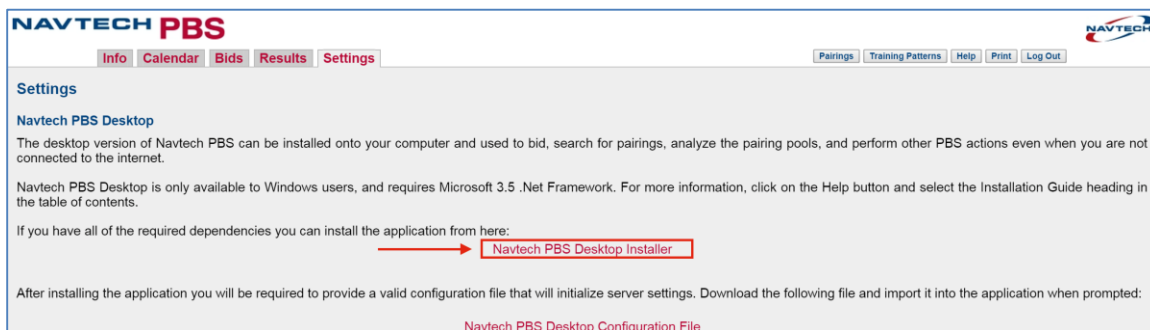 NAVTECH PBS
NAVTECH
Info Calendar Bids Results Settings
Pairings Training Patterns Help Print Log Out
Settings
Navtech PBS Desktop
The desktop version of Navtech PBS can be installed onto your computer and used to bid, search for pairings, analyze the pairing pools, and perform other PBS actions even when you are not
connected to the internet.
Navtech PBS Desktop is only available to Windows users, and requires Microsoft 3.5 .Net Framework. For more information, click on the Help button and select the Installation Guide heading in
the table of contents.
If you have all of the required dependencies you can install the application from here:
Navtech PBS Desktop Installer
After installing the application you will be required to provide a valid configuration file that will initialize server settings. Download the following file and import it into the application when prompted:
Navtech PBS Desktop Configuration File